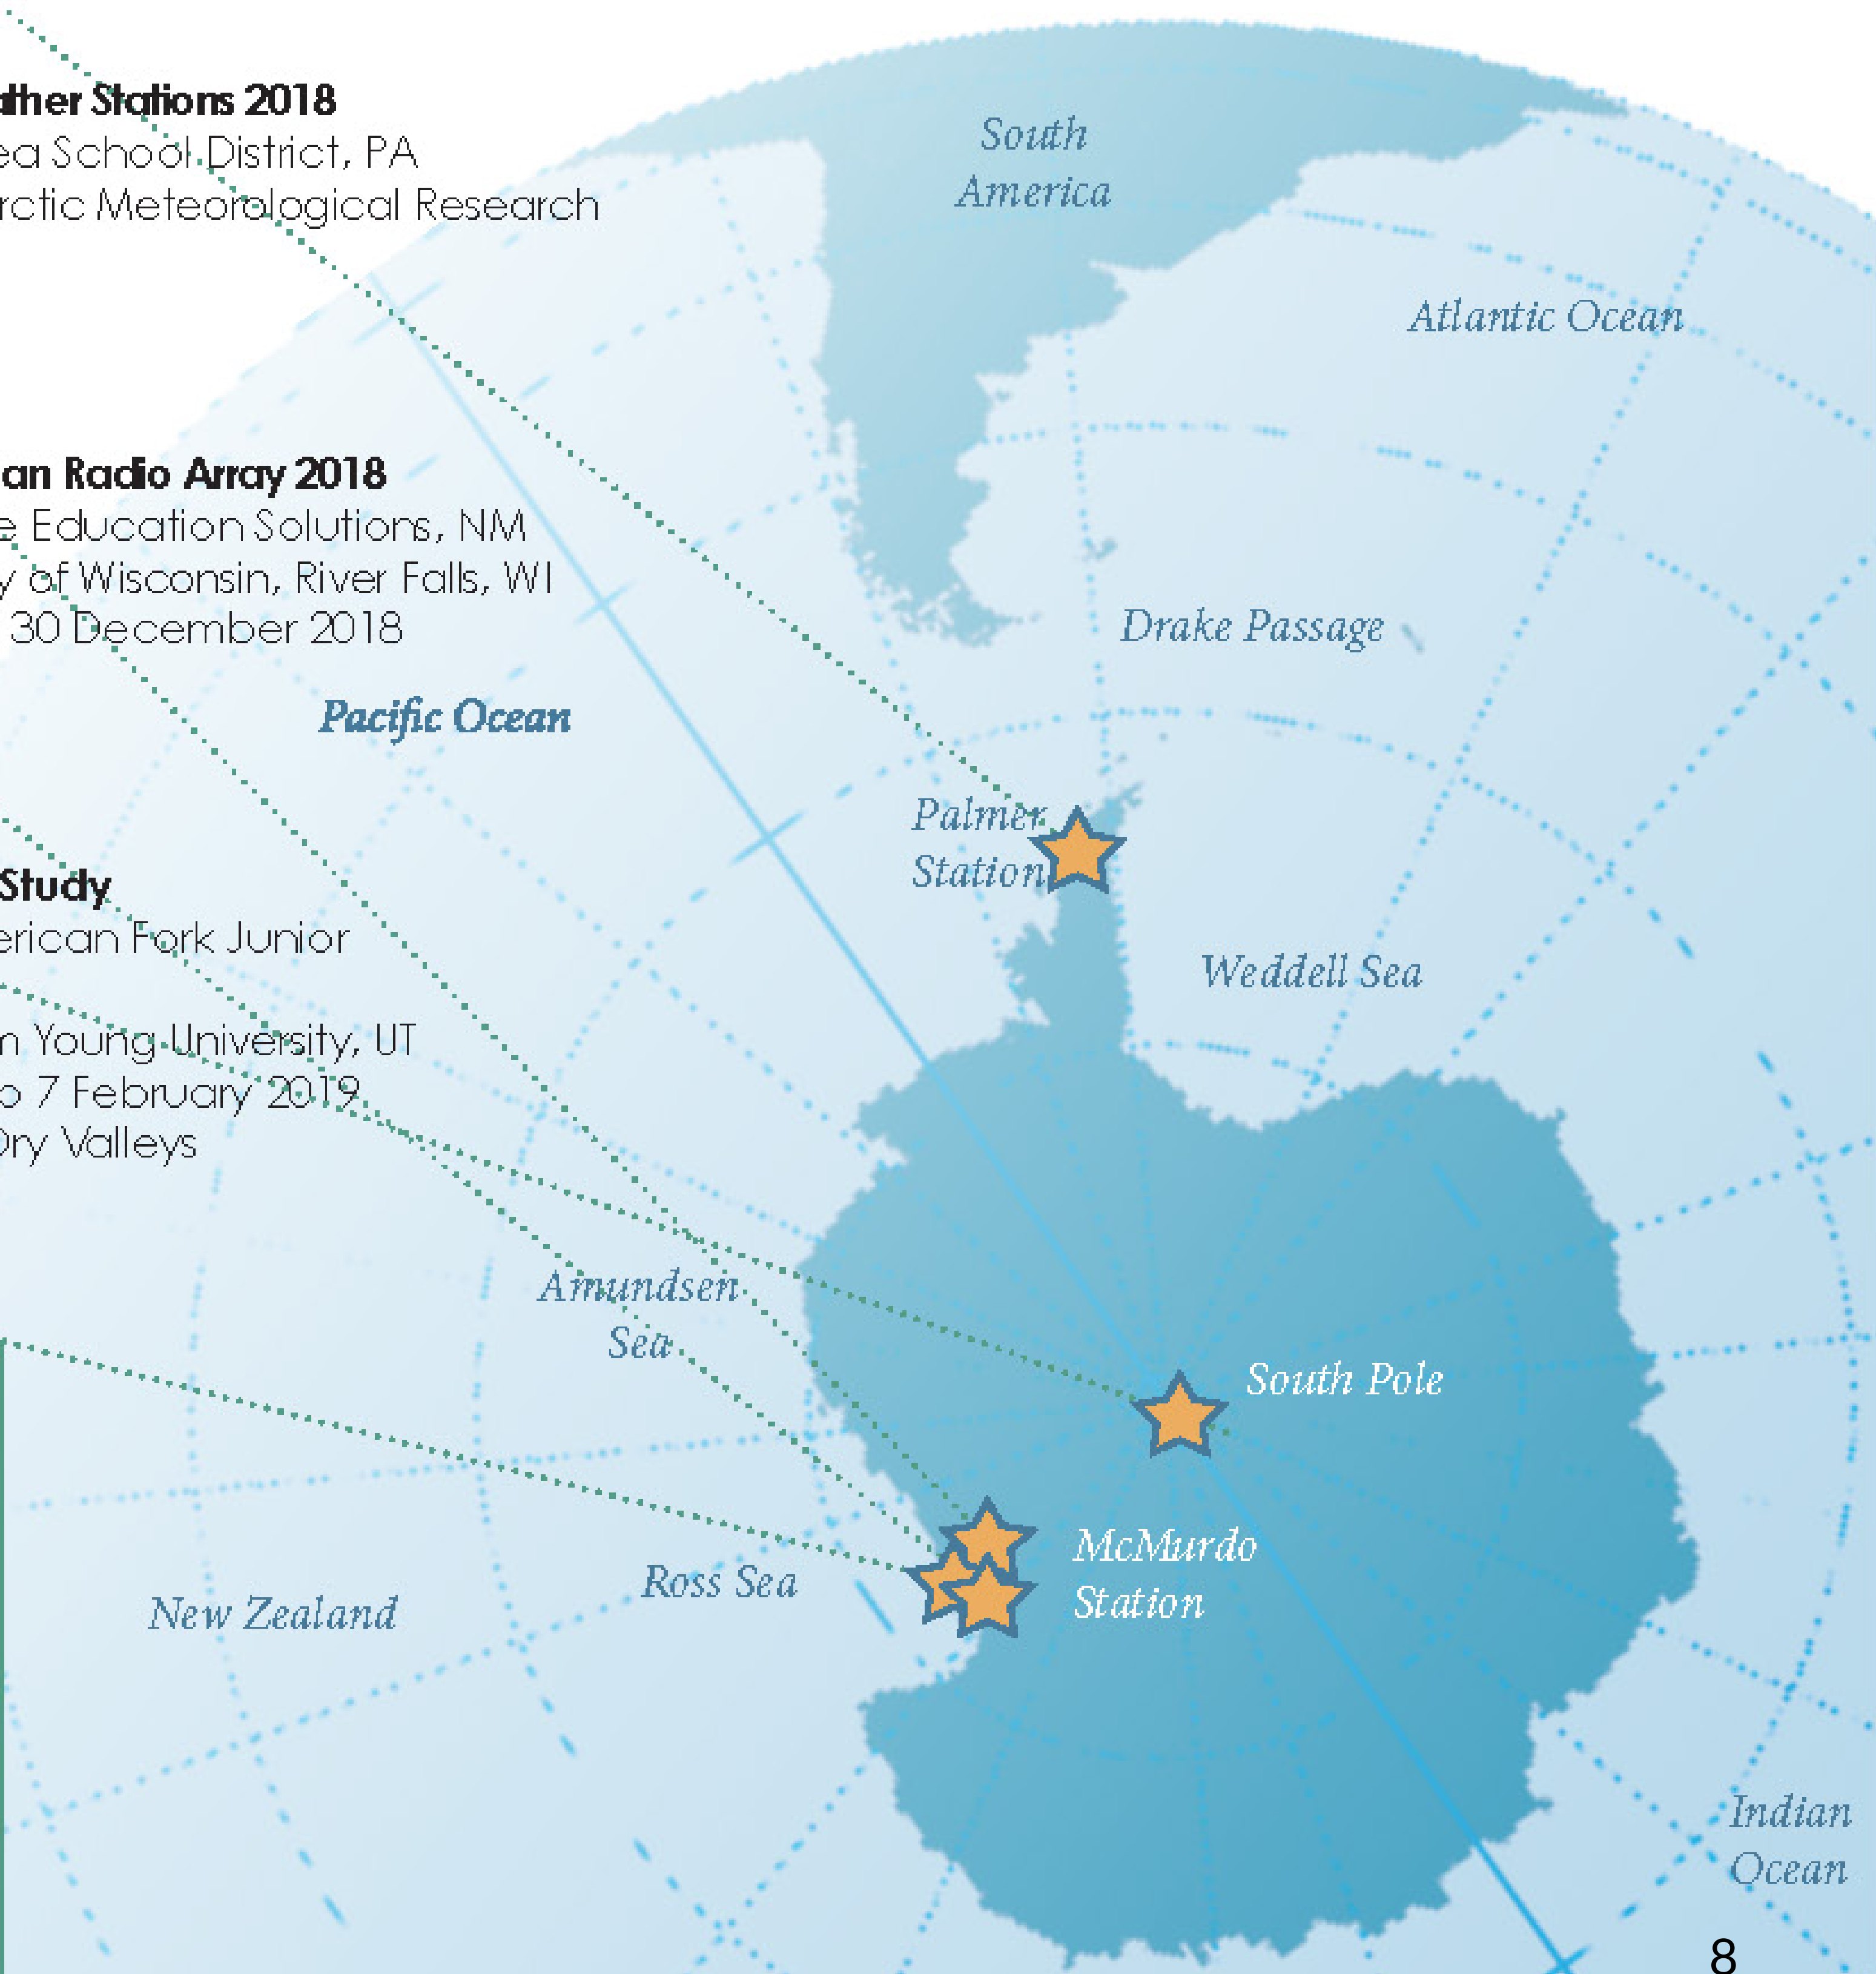 ther Stations 2018
ea School District, PA
rctic Meteorological Research
an Radio Array 2018
e Education Solutions, NM
y of Wisconsin, River Falls, WI
30 December 2018
Study
erican Fork Junior
m Young University, UT
o 7 February 2019
Dry Valleys
South
America
Atlantic Ocean
Drake Passage
Pacific Ocean
Palmer
Station
Weddell Sea
Amundsen
Sea
South Pole
McMurdo
Station
Ross Sea
New Zealand
Indian
Ocean
8